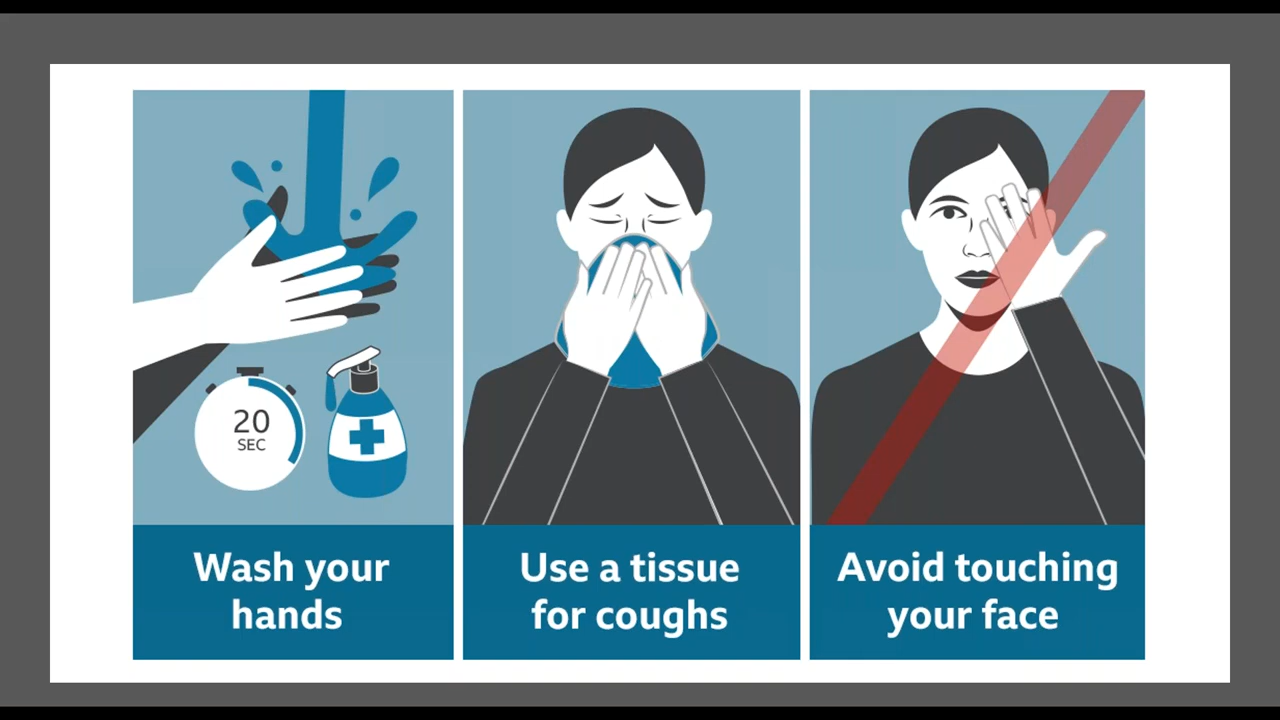 20
SEC
Wash your
hands
Use a tissue
for coughs
Avoid touching
your face